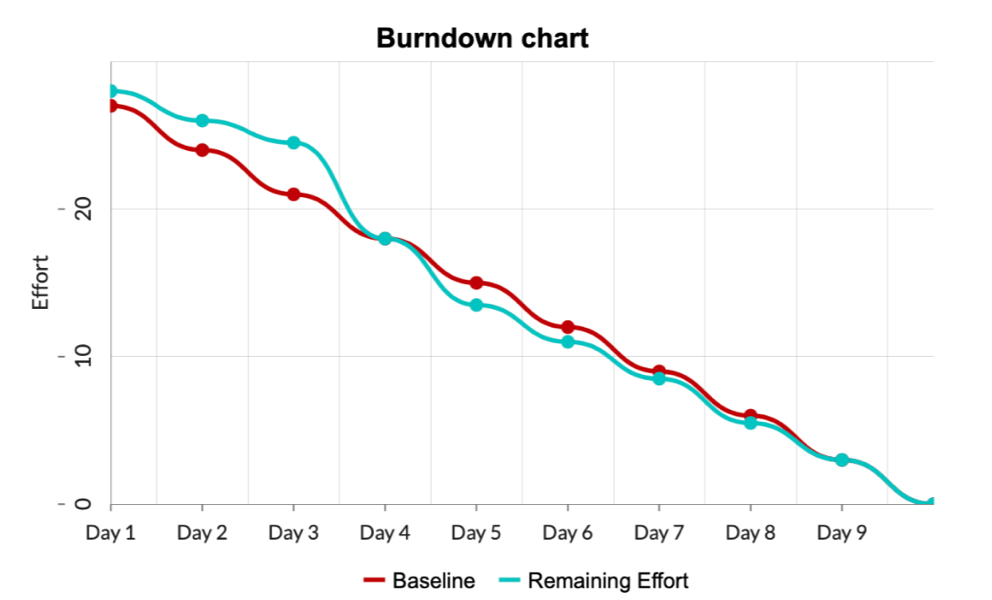 Burndown chart
Effort
20
10
0
Day 1 Day 2 Day 3 Day 4 Day 5 Day 6 Day 7 Day 8 Day 9
Baseline Remaining Effort